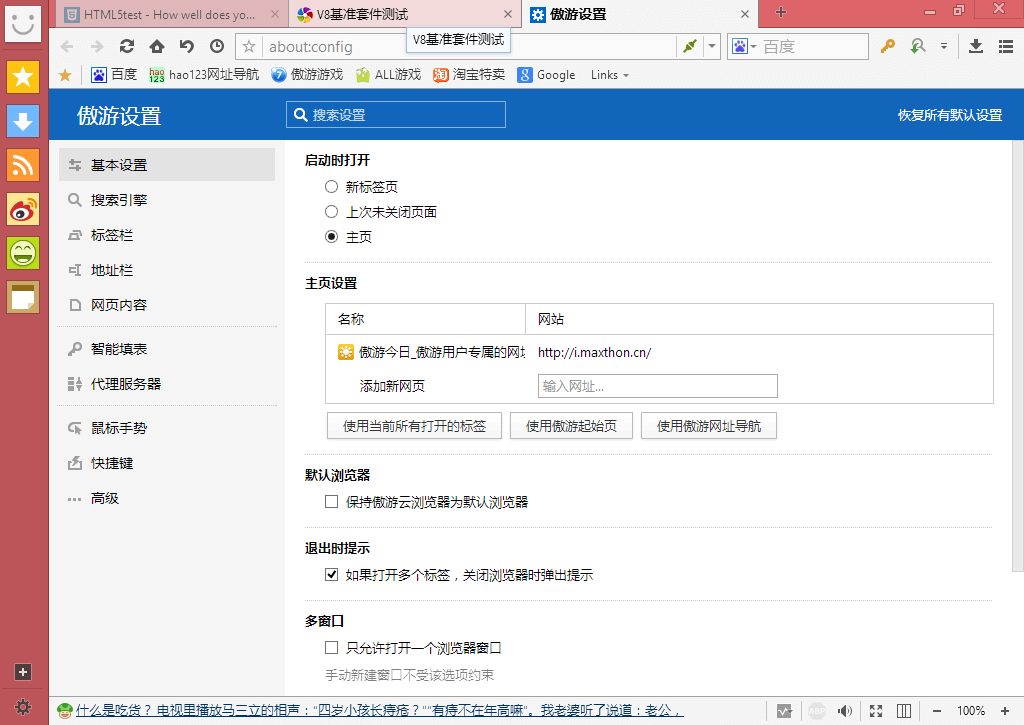 HTML5test - How well does yo...
V8基准套件测试
傲游设置
about:config
V8基准套件测试
百度
百度
hao123网址导航
傲游游戏
ALL游戏
淘宝特卖
Google
Links
傲游设置
搜索设置
恢复所有默认设置
基本设置
搜索引擎
标签栏
地址栏
网页内容
智能填表
代理服务器
鼠标手势
快捷键
高级
启动时打开
新标签页
上次未关闭页面
主页
主页设置
名称
网站
傲游今日_傲游用户专属的网址
http://i.maxthon.cn/
添加新网页
输入网址...
使用当前所有打开的标签
使用傲游起始页
使用傲游网址导航
默认浏览器
保持傲游云浏览器为默认浏览器
退出时提示
如果打开多个标签，关闭浏览器时弹出提示
多窗口
只允许打开一个浏览器窗口
手动新建窗口不受该选项约束
什么是吃货？ 电视里播放马三立的相声：“四岁小孩长痔疮？”“有痔不在年高嘛”。我老婆听了说道：老公，
100%